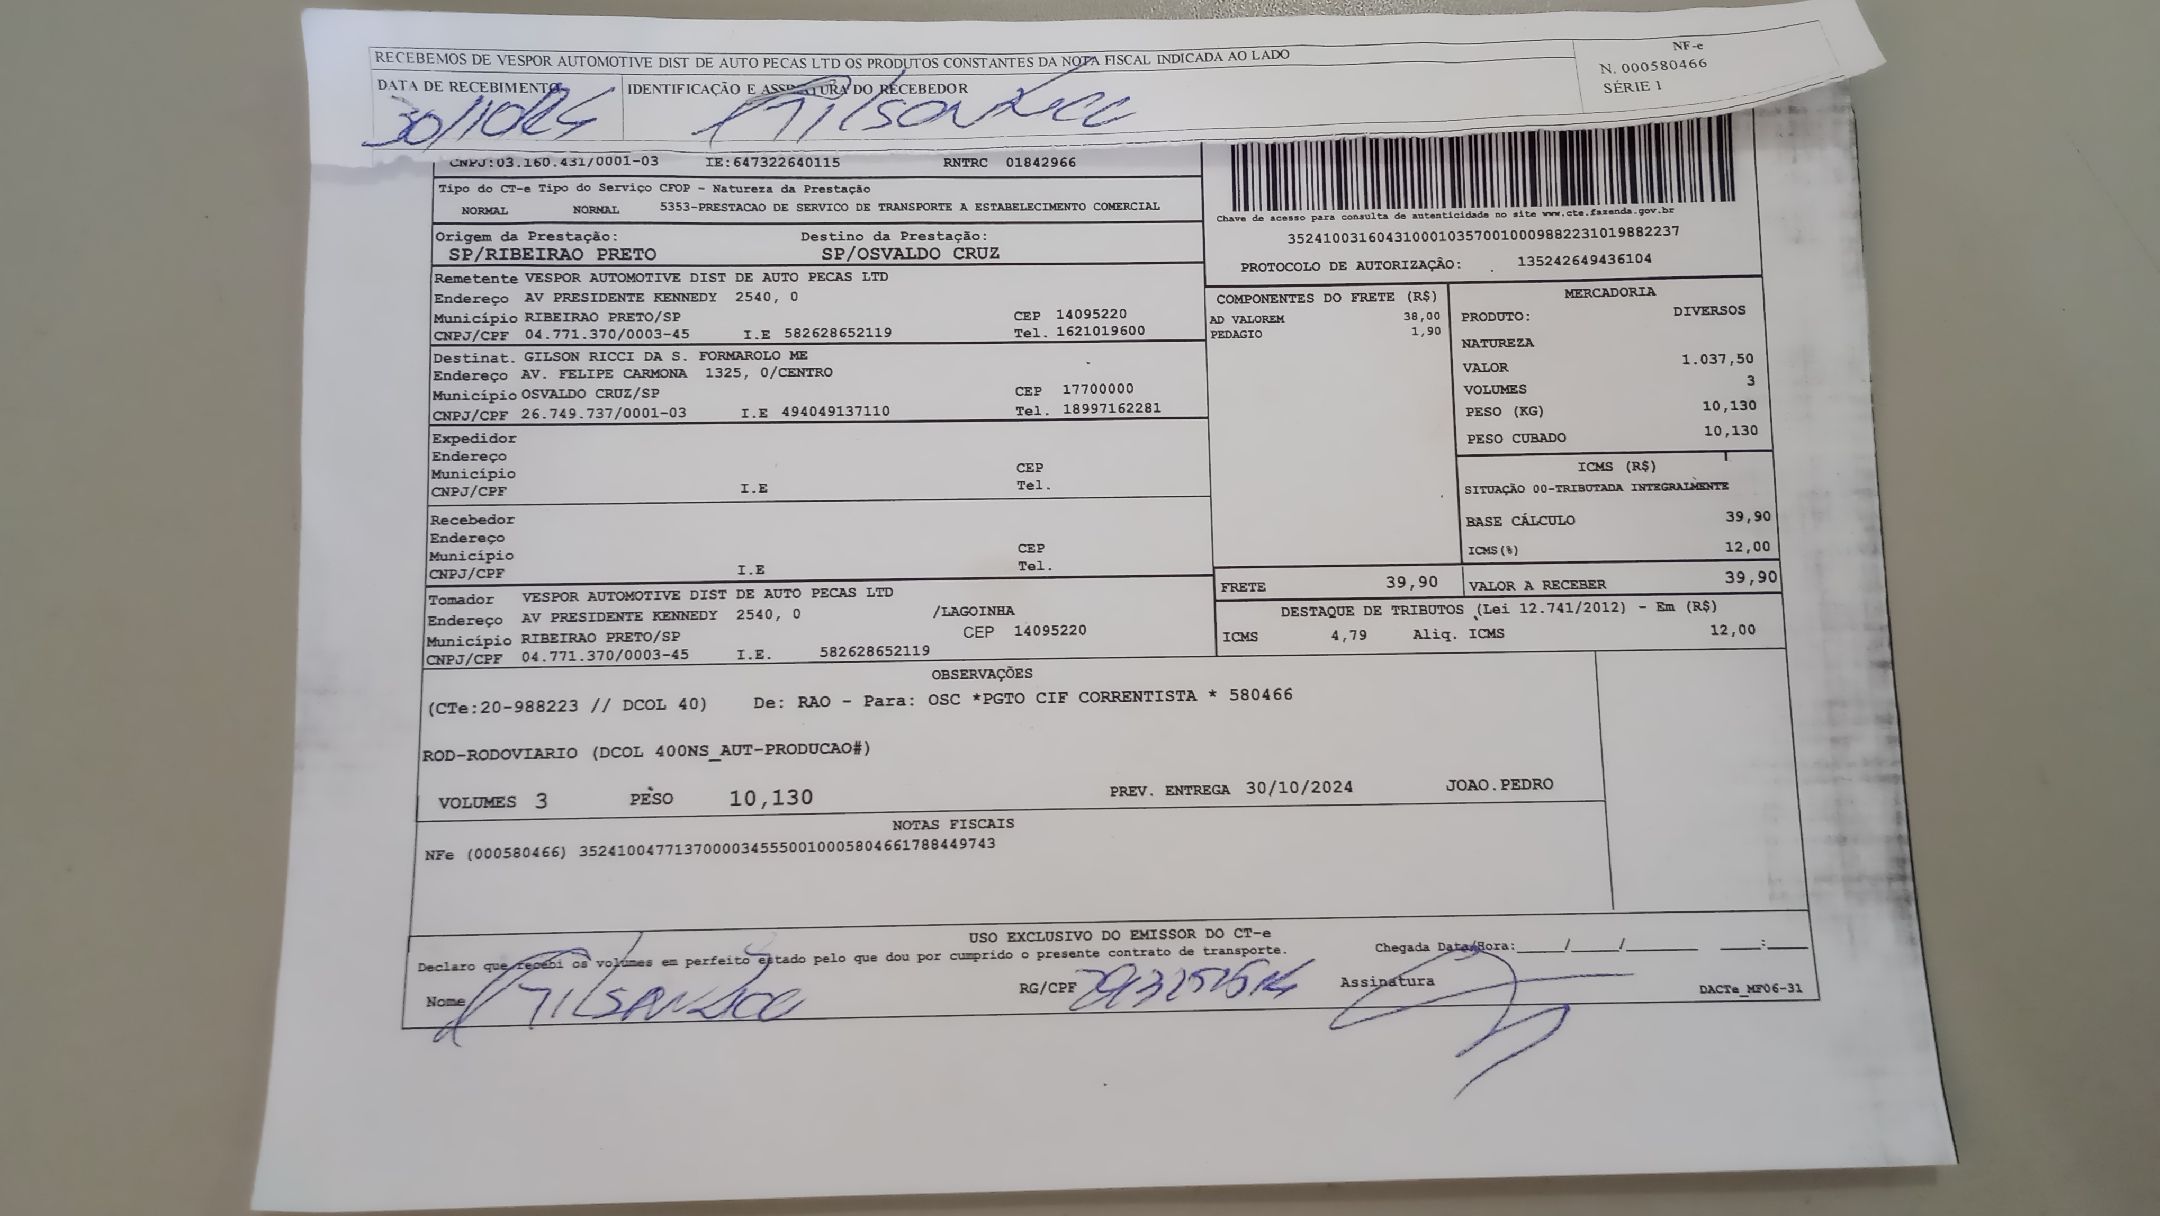 RECEBEMOS DE VESPOR AUTOMOTIVE DIST DE AUTO PECAS LTD OS PRODUTOS CONSTANTES DA NOTA FISCAL INDICADA AO LADO
NF-e
N. 000580466
SÉRIE 1
DATA DE RECEBIMENTO
IDENTIFICAÇÃO E ASSINATURA DO RECEBEDOR
30/10/24
CNPJ:03.160.431/0001-03 IE:647322640115 RNTRC 01842966
Tipo do CT-e Tipo do Serviço CFOP - Natureza da Prestação
NORMAL NORMAL 5353-PRESTACAO DE SERVICO DE TRANSPORTE A ESTABELECIMENTO COMERCIAL
Chave de acesso para consulta de autenticidade no site www.cte.fazenda.gov.br
35241003160431000103570010009882231019882237
PROTOCOLO DE AUTORIZAÇÃO: 135242649436104
Origem da Prestação: Destino da Prestação:
SP/RIBEIRAO PRETO SP/OSVALDO CRUZ
Remetente VESPOR AUTOMOTIVE DIST DE AUTO PECAS LTD
Endereço AV PRESIDENTE KENNEDY 2540, 0
Município RIBEIRAO PRETO/SP CEP 14095220
CNPJ/CPF 04.771.370/0003-45 I.E 582628652119 Tel. 1621019600
Destinat. GILSON RICCI DA S. FORMAROLO ME
Endereço AV. FELIPE CARMONA 1325, 0/CENTRO
Município OSVALDO CRUZ/SP CEP 17700000
CNPJ/CPF 26.749.737/0001-03 I.E 494049137110 Tel. 18997162281
Expedidor
Endereço
Município CEP
CNPJ/CPF I.E Tel.
Recebedor
Endereço
Município CEP
CNPJ/CPF I.E Tel.
Tomador VESPOR AUTOMOTIVE DIST DE AUTO PECAS LTD
Endereço AV PRESIDENTE KENNEDY 2540, 0 /LAGOINHA
Município RIBEIRAO PRETO/SP CEP 14095220
CNPJ/CPF 04.771.370/0003-45 I.E. 582628652119
COMPONENTES DO FRETE (R$)
AD VALOREM 38,00
PEDAGIO 1,90
MERCADORIA
PRODUTO: DIVERSOS
NATUREZA
VALOR 1.037,50
VOLUMES 3
PESO (KG) 10,130
PESO CUBADO 10,130
ICMS (R$)
SITUAÇÃO 00-TRIBUTADA INTEGRALMENTE
BASE CÁLCULO 39,90
ICMS(%) 12,00
FRETE 39,90 VALOR A RECEBER 39,90
DESTAQUE DE TRIBUTOS (Lei 12.741/2012) - Em (R$)
ICMS 4,79 Aliq. ICMS 12,00
OBSERVAÇÕES
(CTe:20-988223 // DCOL 40) De: RAO - Para: OSC *PGTO CIF CORRENTISTA * 580466
ROD-RODOVIARIO (DCOL 400NS_AUT-PRODUCAO#)
VOLUMES 3 PESO 10,130 PREV. ENTREGA 30/10/2024 JOAO.PEDRO
NOTAS FISCAIS
NFe (000580466) 35241004771370000345550010005804661788449743
USO EXCLUSIVO DO EMISSOR DO CT-e
Declaro que recebi os volumes em perfeito estado pelo que dou por cumprido o presente contrato de transporte.
Chegada Data/Hora: ____/____/______ ___:___
Nome
RG/CPF
Assinatura
DACTe_MF06-31